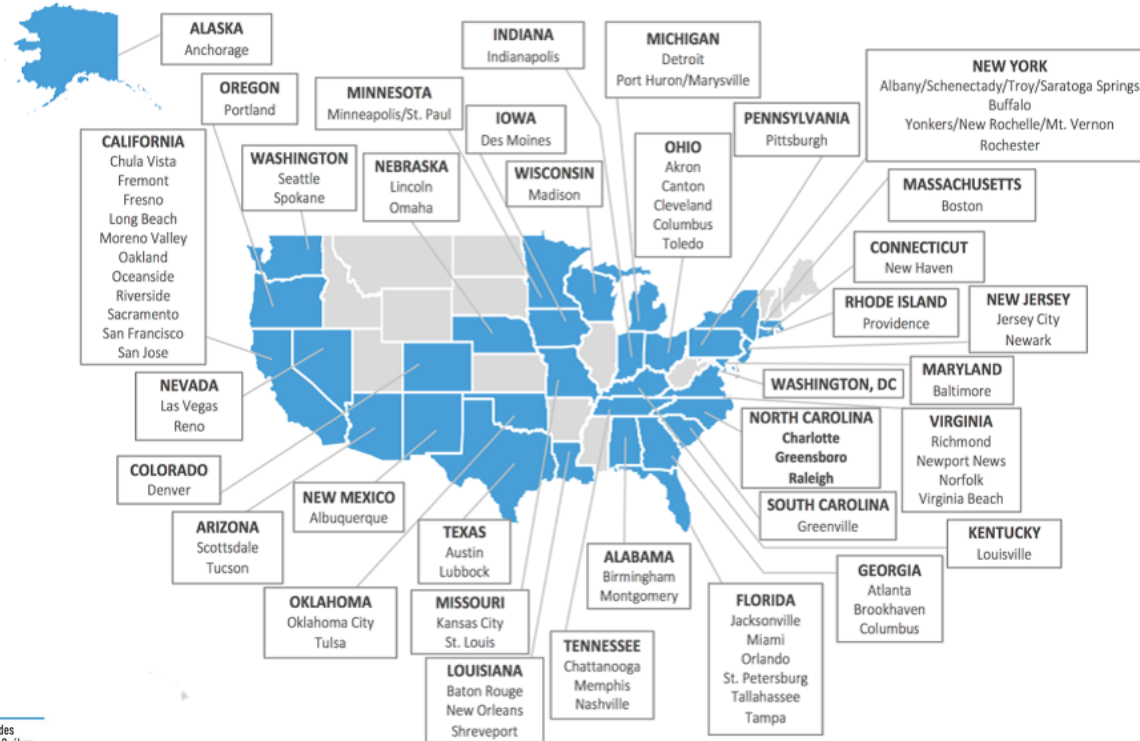 ALASKA
Anchorage
OREGON
Portland
CALIFORNIA
Chula Vista
Fremont
Fresno
Long Beach
Moreno Valley
Oakland
Oceanside
Riverside
Sacramento
San Francisco
San Jose
WASHINGTON
Seattle
Spokane
MINNESOTA
Minneapolis/St. Paul
NEBRASKA
Lincoln
Omaha
INDIANA
Indianapolis
IOWA
Des Moines
WISCONSIN
Madison
MICHIGAN
Detroit
Port Huron/Marysville
OHIO
Akron
Canton
Cleveland
Columbus
Toledo
PENNSYLVANIA
Pittsburgh
NEW YORK
Albany/Schenectady/Troy/Saratoga Springs
Buffalo
Yonkers/New Rochelle/Mt. Vernon
Rochester
MASSACHUSETTS
Boston
CONNECTICUT
New Haven
RHODE ISLAND
Providence
NEW JERSEY
Jersey City
Newark
MARYLAND
Baltimore
WASHINGTON, DC
NORTH CAROLINA
Charlotte
Greensboro
Raleigh
VIRGINIA
Richmond
Newport News
Norfolk
Virginia Beach
SOUTH CAROLINA
Greenville
KENTUCKY
Louisville
GEORGIA
Atlanta
Brookhaven
Columbus
NEVADA
Las Vegas
Reno
COLORADO
Denver
ARIZONA
Scottsdale
Tucson
NEW MEXICO
Albuquerque
TEXAS
Austin
Lubbock
OKLAHOMA
Oklahoma City
Tulsa
MISSOURI
Kansas City
St. Louis
LOUISIANA
Baton Rouge
New Orleans
Shreveport
TENNESSEE
Chattanooga
Memphis
Nashville
ALABAMA
Birmingham
Montgomery
FLORIDA
Jacksonville
Miami
Orlando
St. Petersburg
Tallahassee
Tampa
des